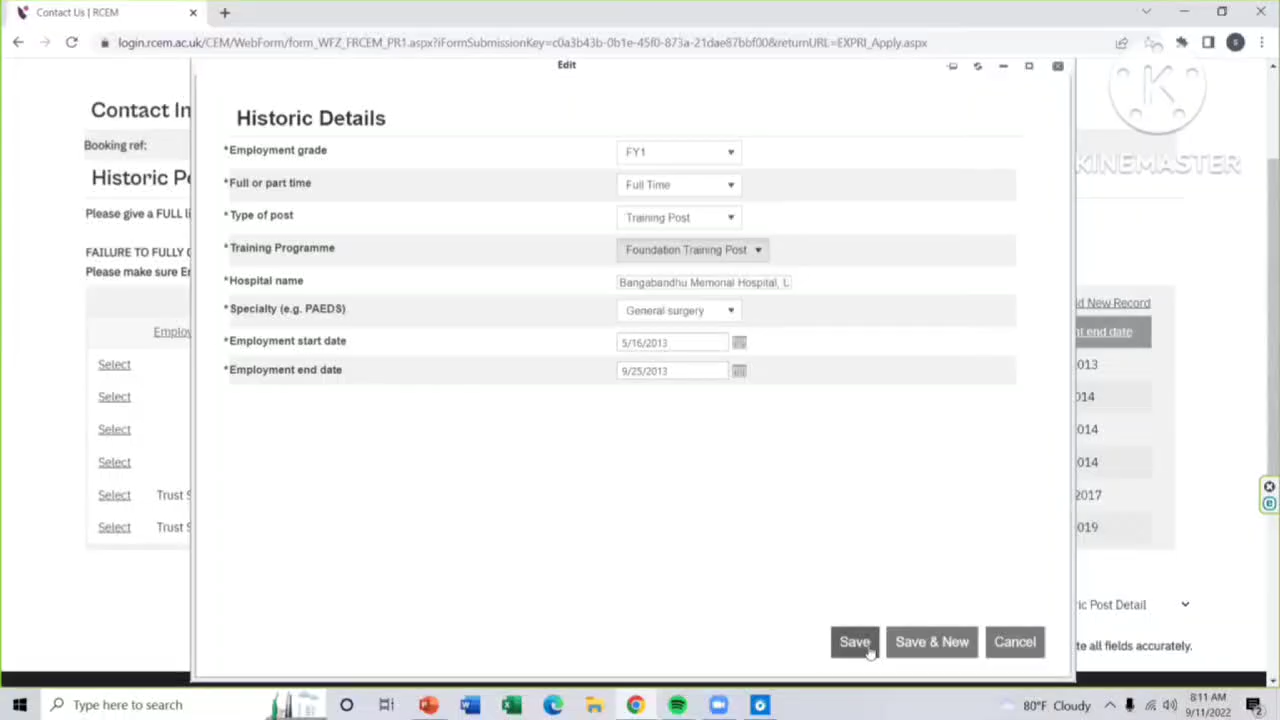 Contact Us | RCEM
login.rcem.ac.uk/CEM/WebForm/form_WFZ_FRCEM_PR1.aspx?iFormSubmissionKey=c0a3b43b-0b1e-45f0-873a-21dae87bbf00&returnURL=EXPRI_Apply.aspx
Edit
Contact In
Booking ref:
Historic Po
Please give a FULL li
FAILURE TO FULLY C
Please make sure En
Employ
Select
Select
Select
Select
Select Trust S
Select Trust S
Historic Details
*Employment grade FY1
*Full or part time Full Time
*Type of post Training Post
*Training Programme Foundation Training Post
*Hospital name Bangabandhu Memorial Hospital, U
*Specialty (e.g. PAEDS) General surgery
*Employment start date 5/16/2013
*Employment end date 9/25/2013
Save Save & New Cancel
K
KINEMASTER
d New Record
nt end date
2013
014
014
014
2017
019
ric Post Detail
te all fields accurately.
Type here to search
80°F Cloudy
8:11 AM
9/11/2022
2